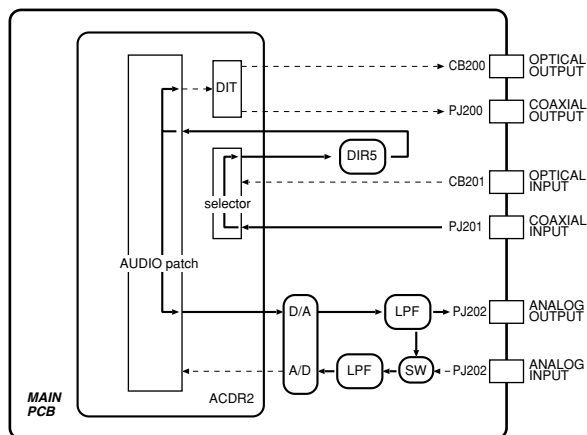 CB200
OPTICAL
OUTPUT
DIT
PJ200
COAXIAL
OUTPUT
DIR5
CB201
OPTICAL
INPUT
selector
PJ201
COAXIAL
INPUT
AUDIO patch
D/A
LPF
PJ202
ANALOG
OUTPUT
A/D
LPF
SW
PJ202
ANALOG
INPUT
MAIN
PCB
ACDR2